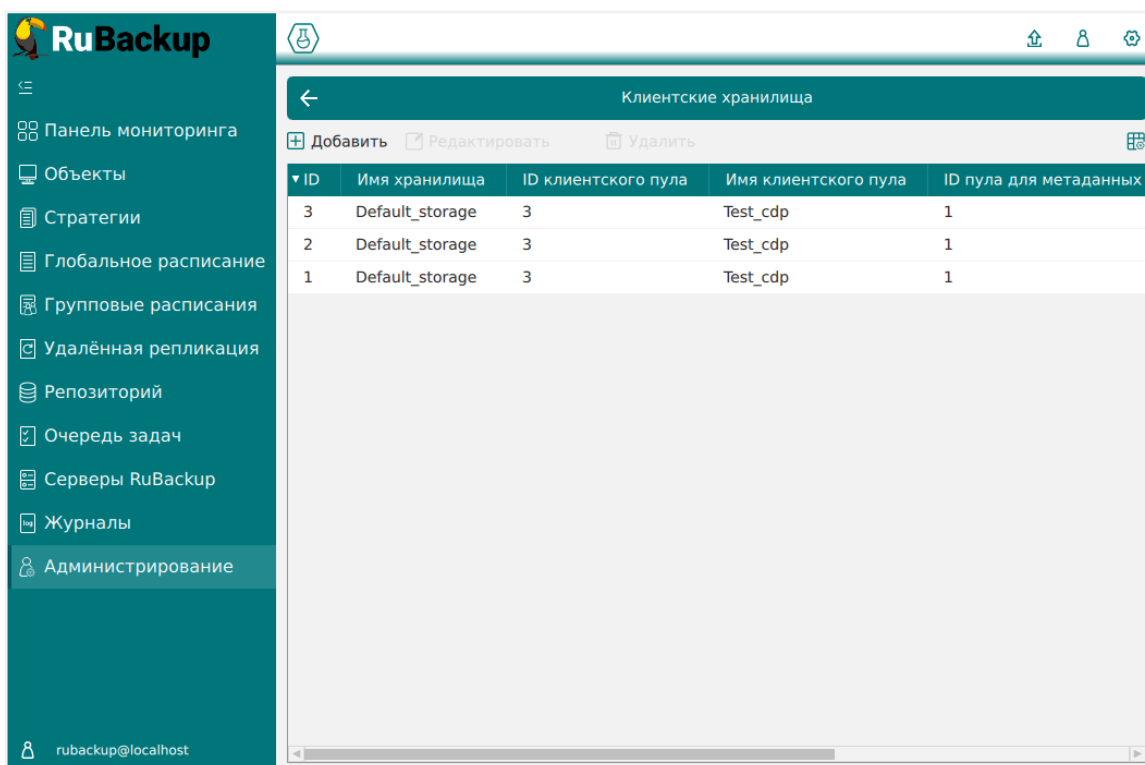 RuBackup
Панель мониторинга
Объекты
Стратегии
Глобальное расписание
Групповые расписания
Удалённая репликация
Репозиторий
Очередь задач
Серверы RuBackup
log Журналы
Администрирование
rubackup@localhost
Клиентские хранилища
Добавить Редактировать Удалить
ID Имя хранилища ID клиентского пула Имя клиентского пула ID пула для метаданных
3 Default_storage 3 Test_cdp 1
2 Default_storage 3 Test_cdp 1
1 Default_storage 3 Test_cdp 1